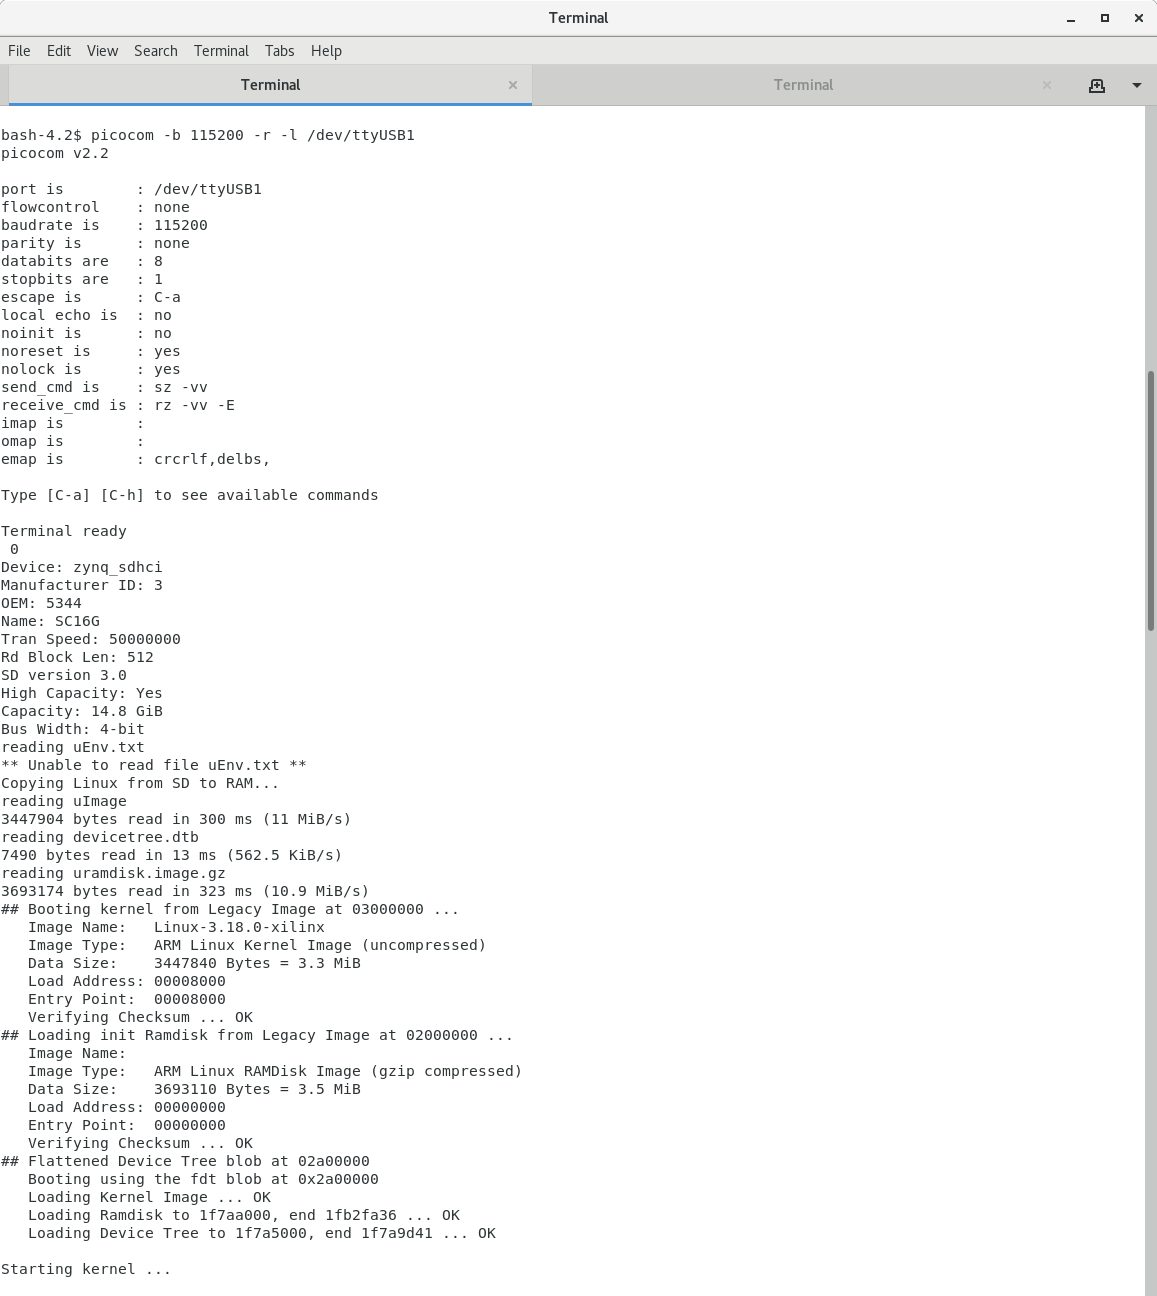 Terminal
File Edit View Search Terminal Tabs Help
Terminal Terminal
bash-4.2$ picocom -b 115200 -r -l /dev/ttyUSB1
picocom v2.2
port is        : /dev/ttyUSB1
flowcontrol    : none
baudrate is    : 115200
parity is      : none
databits are   : 8
stopbits are   : 1
escape is      : C-a
local echo is  : no
noinit is      : no
noreset is     : yes
nolock is      : yes
send_cmd is    : sz -vv
receive_cmd is : rz -vv -E
imap is        :
omap is        :
emap is        : crcrlf,delbs,
Type [C-a] [C-h] to see available commands
Terminal ready
 0
Device: zynq_sdhci
Manufacturer ID: 3
OEM: 5344
Name: SC16G
Tran Speed: 50000000
Rd Block Len: 512
SD version 3.0
High Capacity: Yes
Capacity: 14.8 GiB
Bus Width: 4-bit
reading uEnv.txt
** Unable to read file uEnv.txt **
Copying Linux from SD to RAM...
reading uImage
3447904 bytes read in 300 ms (11 MiB/s)
reading devicetree.dtb
7490 bytes read in 13 ms (562.5 KiB/s)
reading uramdisk.image.gz
3693174 bytes read in 323 ms (10.9 MiB/s)
## Booting kernel from Legacy Image at 03000000 ...
   Image Name:   Linux-3.18.0-xilinx
   Image Type:   ARM Linux Kernel Image (uncompressed)
   Data Size:    3447840 Bytes = 3.3 MiB
   Load Address: 00008000
   Entry Point:  00008000
   Verifying Checksum ... OK
## Loading init Ramdisk from Legacy Image at 02000000 ...
   Image Name:
   Image Type:   ARM Linux RAMDisk Image (gzip compressed)
   Data Size:    3693110 Bytes = 3.5 MiB
   Load Address: 00000000
   Entry Point:  00000000
   Verifying Checksum ... OK
## Flattened Device Tree blob at 02a00000
   Booting using the fdt blob at 0x2a00000
   Loading Kernel Image ... OK
   Loading Ramdisk to 1f7aa000, end 1fb2fa36 ... OK
   Loading Device Tree to 1f7a5000, end 1f7a9d41 ... OK
Starting kernel ...